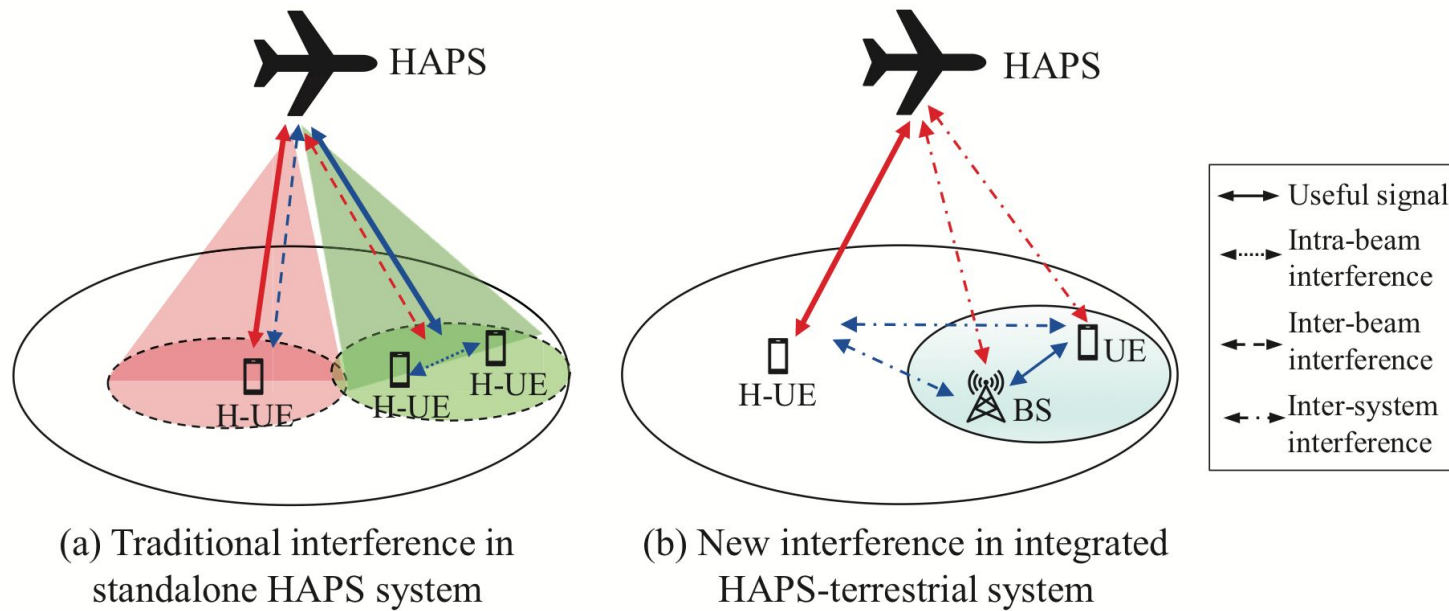 HAPS
H-UE
H-UE
H-UE
(a) Traditional interference in
standalone HAPS system
HAPS
H-UE
UE
BS
(b) New interference in integrated
HAPS-terrestrial system
Useful signal
Intra-beam
interference
Inter-beam
interference
Inter-system
interference